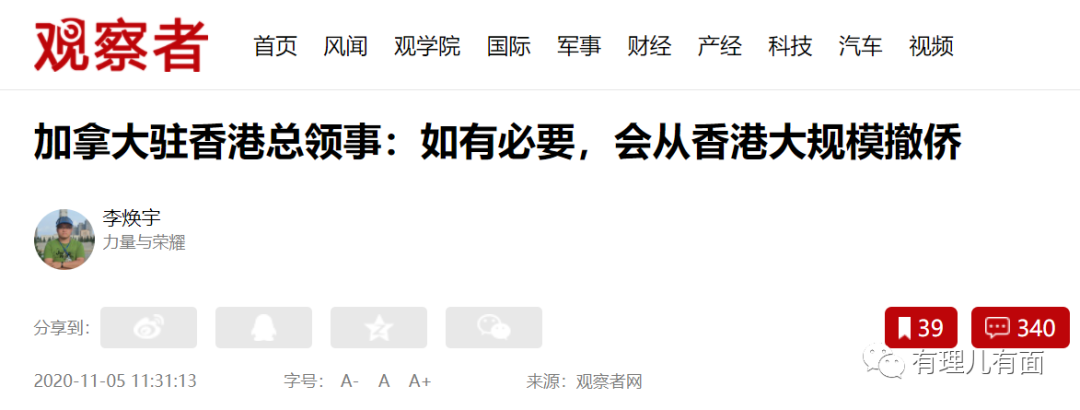 观察者 首页 风闻 观学院 国际 军事 财经 产经 科技 汽车 视频
加拿大驻香港总领事：如有必要，会从香港大规模撤侨
李焕宇
力量与荣耀
分享到： 39 340
有理儿有面
2020-11-05 11:31:13 字号： A- A A+ 来源：观察者网